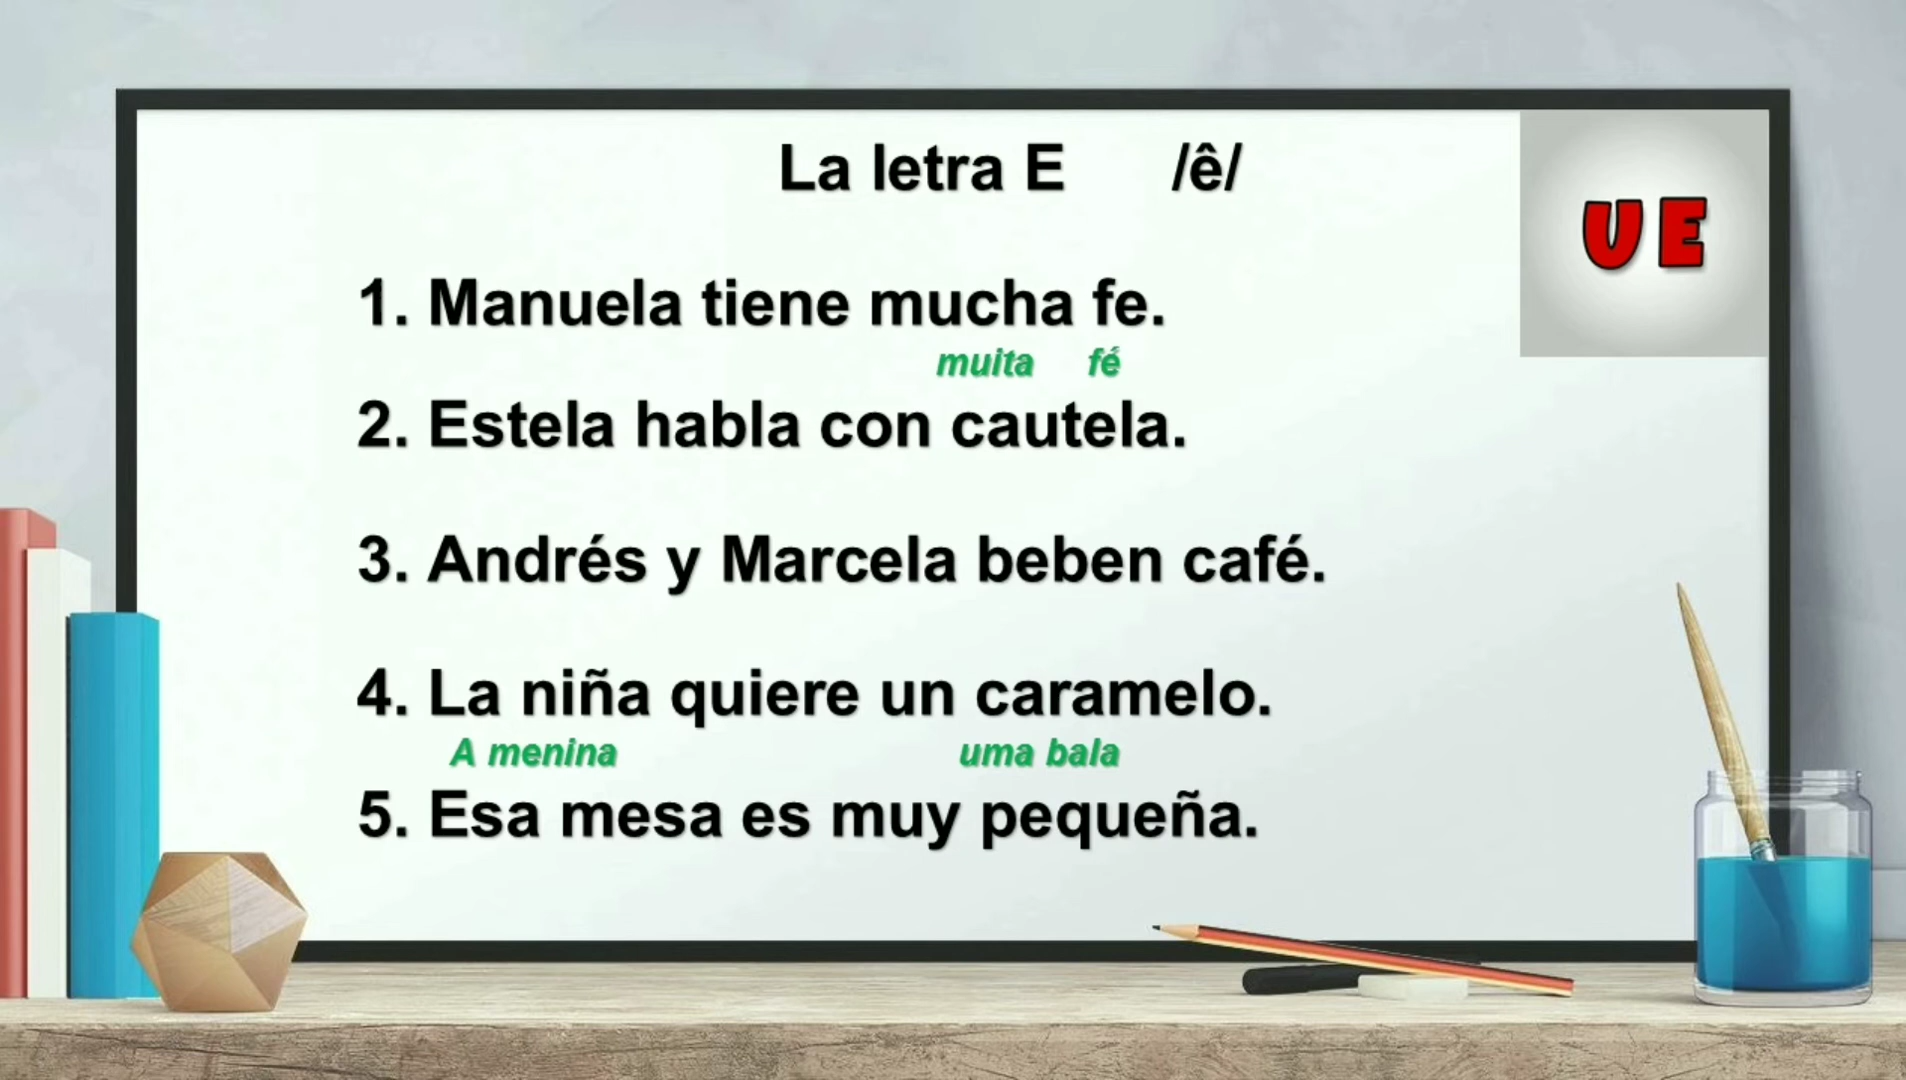 La letra E /ê/
UE
1. Manuela tiene mucha fe.
muita fé
2. Estela habla con cautela.
3. Andrés y Marcela beben café.
4. La niña quiere un caramelo.
A menina uma bala
5. Esa mesa es muy pequeña.